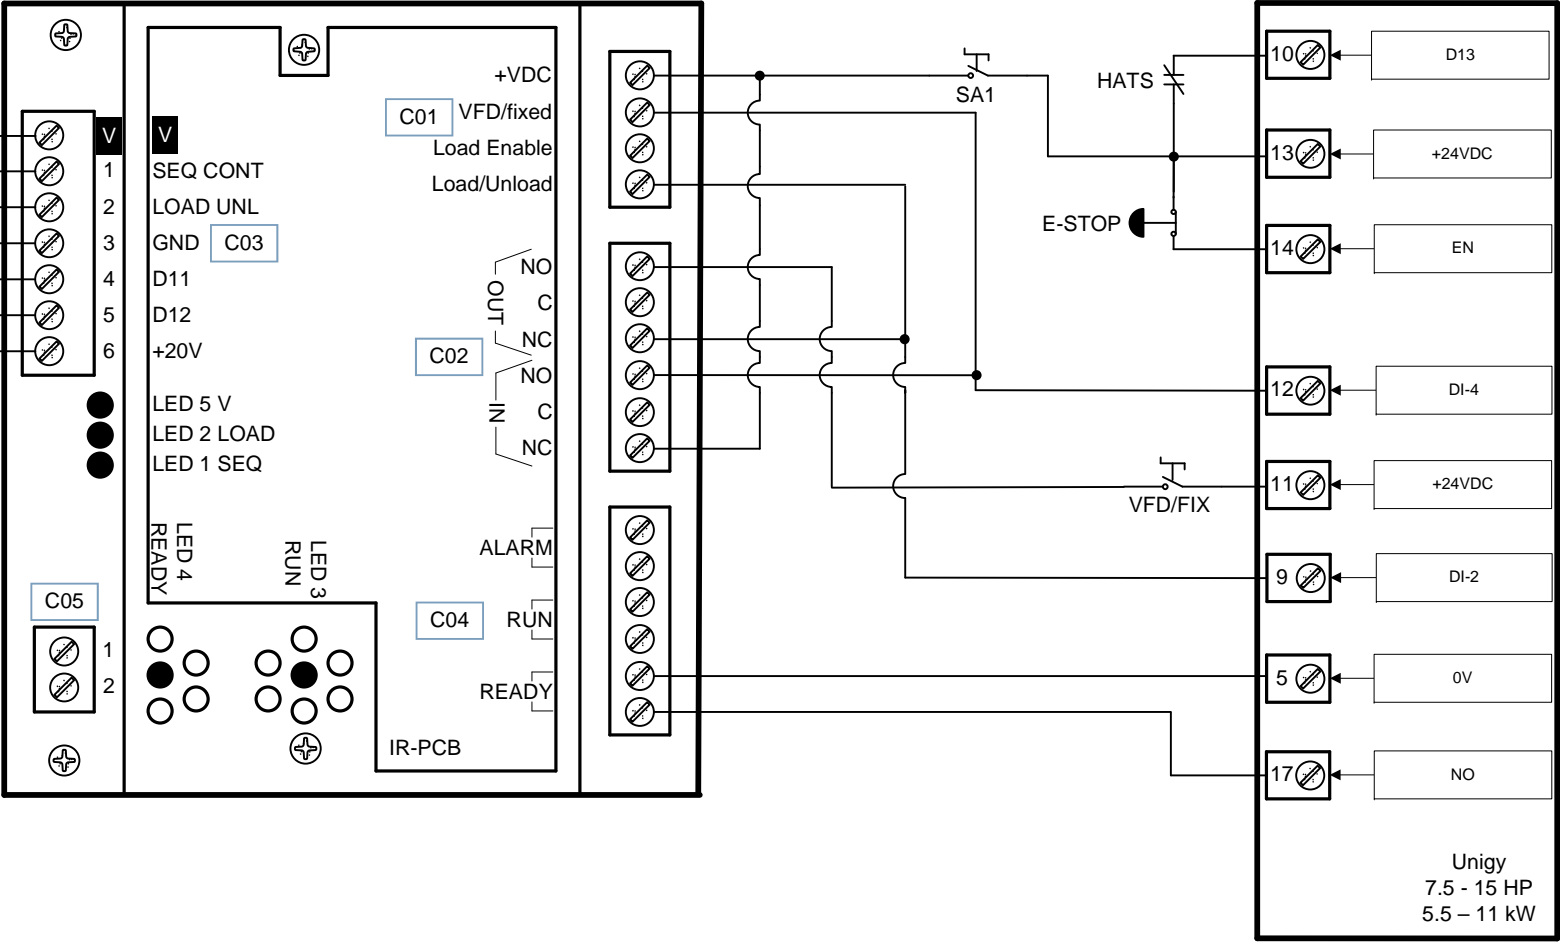 V
1
2
3
4
5
6
V
SEQ CONT
LOAD UNL
GND
C03
D11
D12
+20V
LED 5 V
LED 2 LOAD
LED 1 SEQ
LED 4
READY
LED 3
RUN
C05
1
2
+VDC
C01
VFD/fixed
Load Enable
Load/Unload
NO
C
NC
OUT
C02
NO
C
NC
IN
ALARM
C04
RUN
READY
IR-PCB
SA1
HATS
E-STOP
VFD/FIX
10
D13
13
+24VDC
14
EN
12
DI-4
11
+24VDC
9
DI-2
5
0V
17
NO
Unigy
7.5 - 15 HP
5.5 – 11 kW